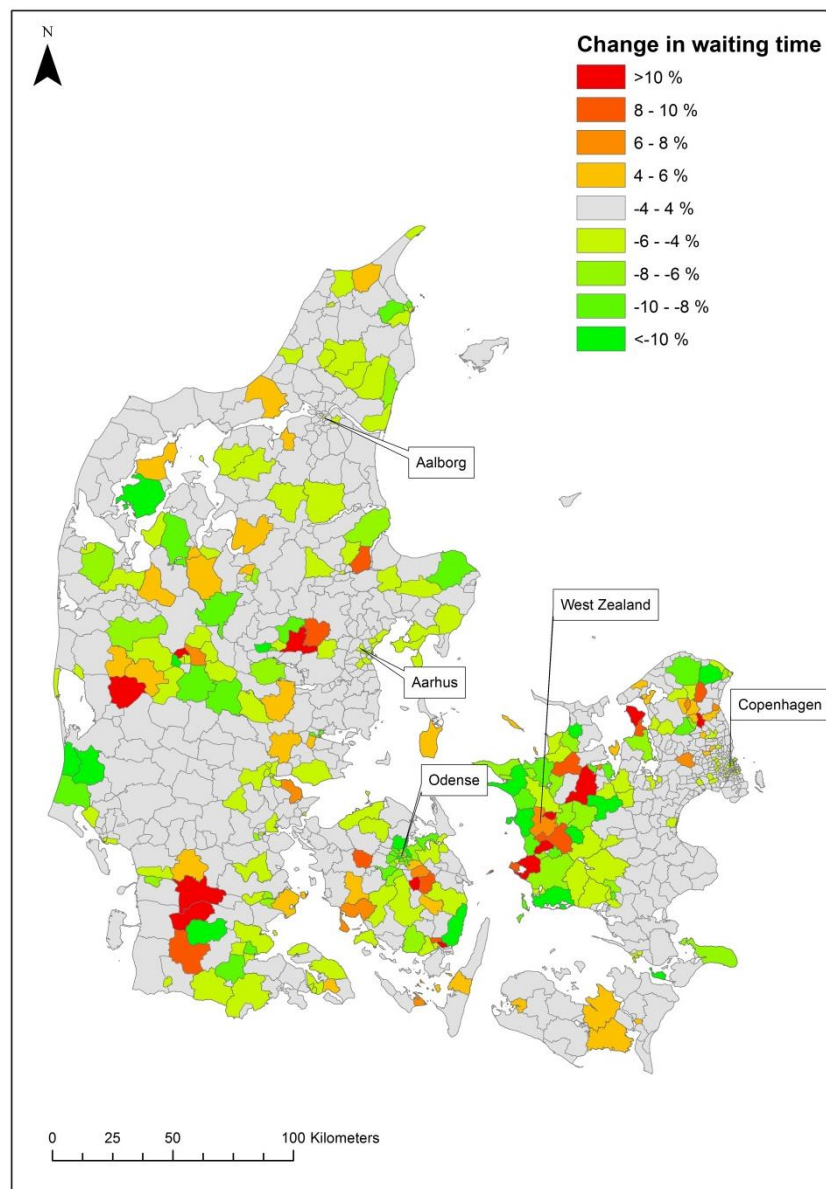 N
Change in waiting time
>10 %
8 - 10 %
6 - 8 %
4 - 6 %
-4 - 4 %
-6 - -4 %
-8 - -6 %
-10 - -8 %
<-10 %
Aalborg
West Zealand
Aarhus
Copenhagen
Odense
0 25 50 100 Kilometers